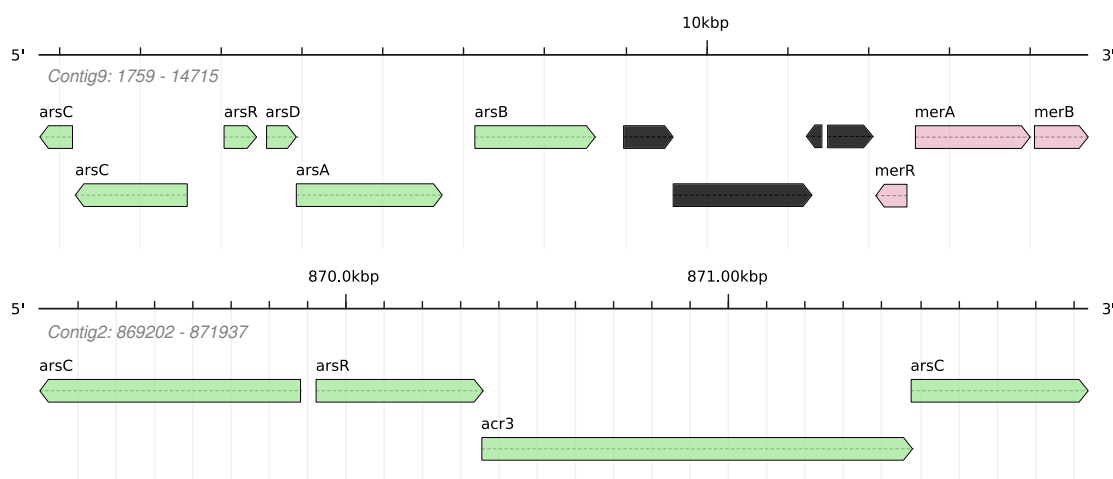 10kbp
5' 3'
Contig9: 1759 - 14715
arsC arsR arsD arsB merA merB
arsC arsA merR
870.0kbp 871.00kbp
5' 3'
Contig2: 869202 - 871937
arsC arsR arsC
acr3